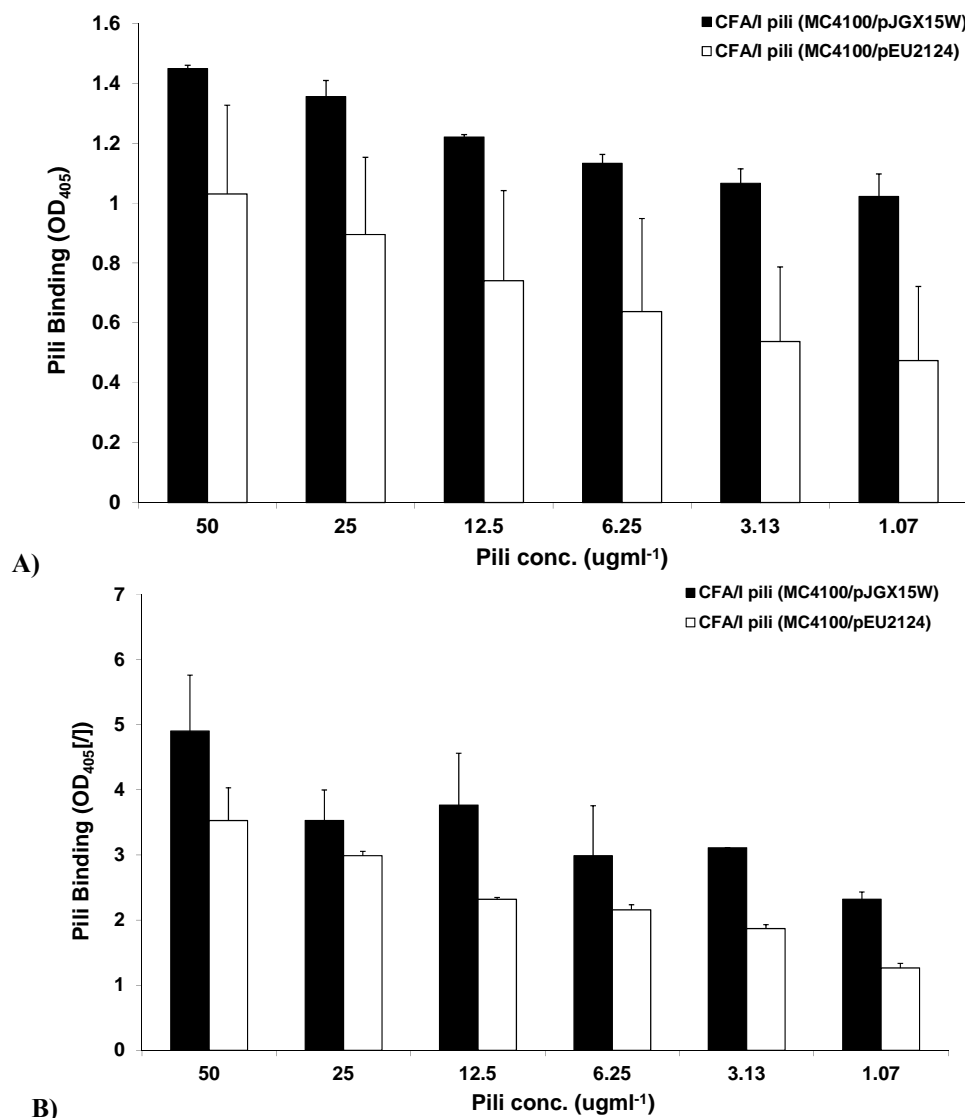 1.6
1.4
1.2
1
0.8
0.6
0.4
0.2
0
Pili Binding (OD405)
CFA/I pili (MC4100/pJGX15W)
CFA/I pili (MC4100/pEU2124)
50 25 12.5 6.25 3.13 1.07
Pili conc. (ugml-1)
A)
7
6
5
4
3
2
1
0
Pili Binding (OD405[/])
CFA/I pili (MC4100/pJGX15W)
CFA/I pili (MC4100/pEU2124)
50 25 12.5 6.25 3.13 1.07
Pili conc. (ugml-1)
B)